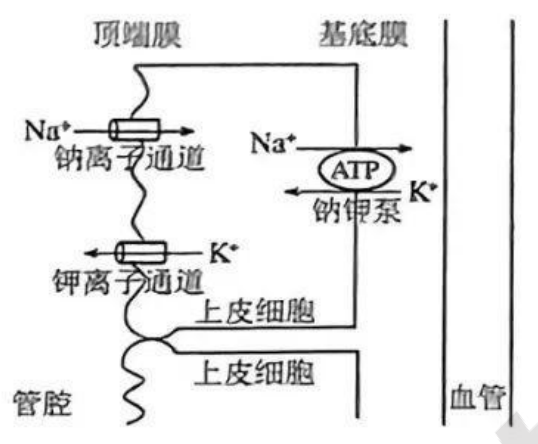 顶端膜 基底膜
Na⁺ Na⁺
钠离子通道 ATP
钠钾泵 K⁺
K⁺
钾离子通道
上皮细胞
上皮细胞
管腔 血管